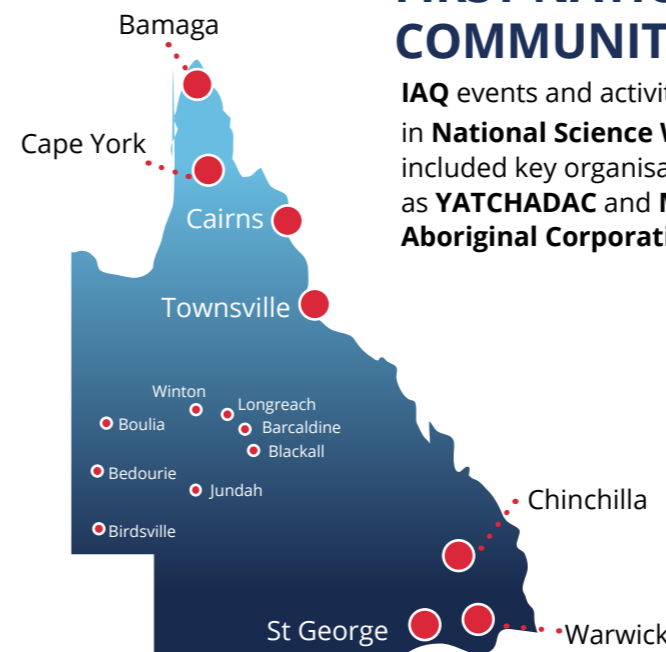 COMMUNIT
IAQ events and activit
in National Science W
included key organisa
as YATCHADAC and M
Aboriginal Corporati
Bamaga
Cape York
Cairns
Townsville
Winton
Longreach
Boulia
Barcaldine
Blackall
Bedourie
Jundah
Birdsville
Chinchilla
St George
Warwick